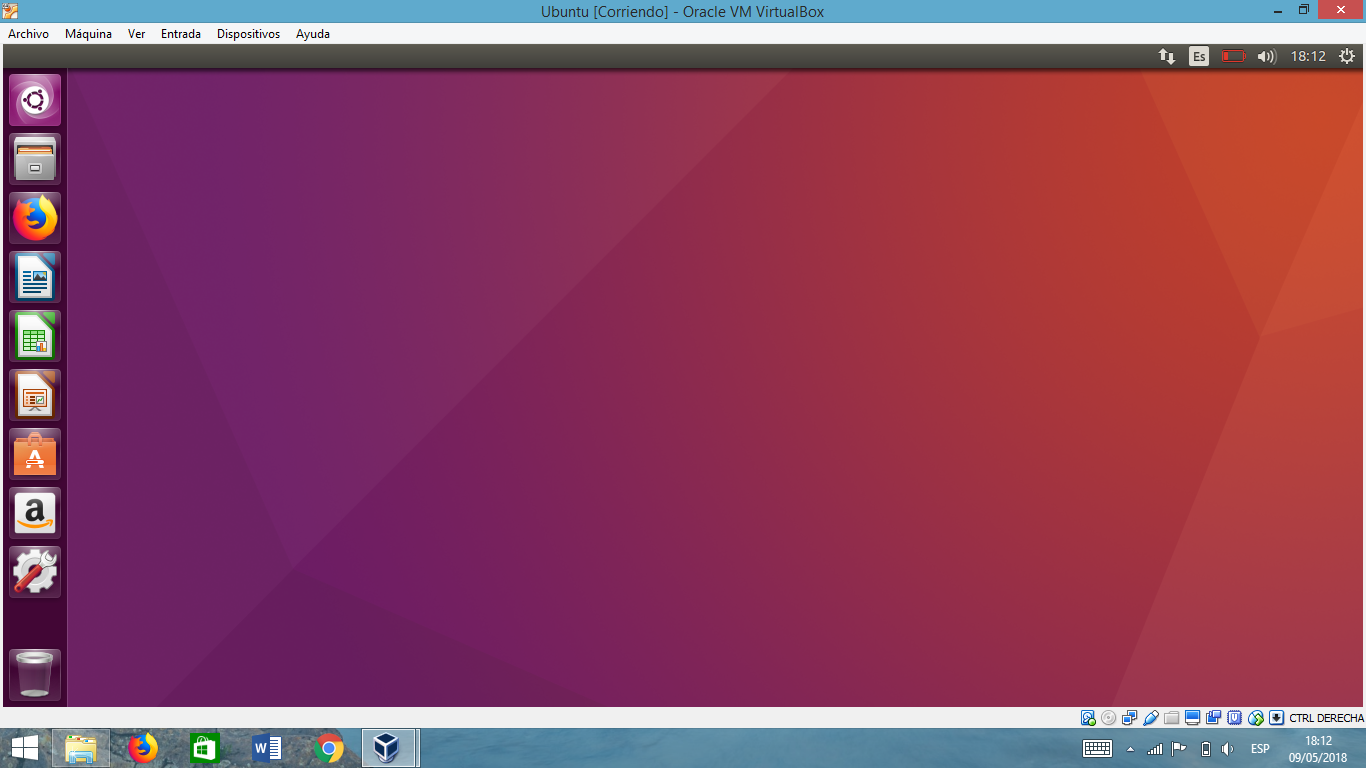 Ubuntu [Corriendo] - Oracle VM VirtualBox
Archivo Máquina Ver Entrada Dispositivos Ayuda
Es 18:12
CTRL DERECHA
ESP 18:12
09/05/2018